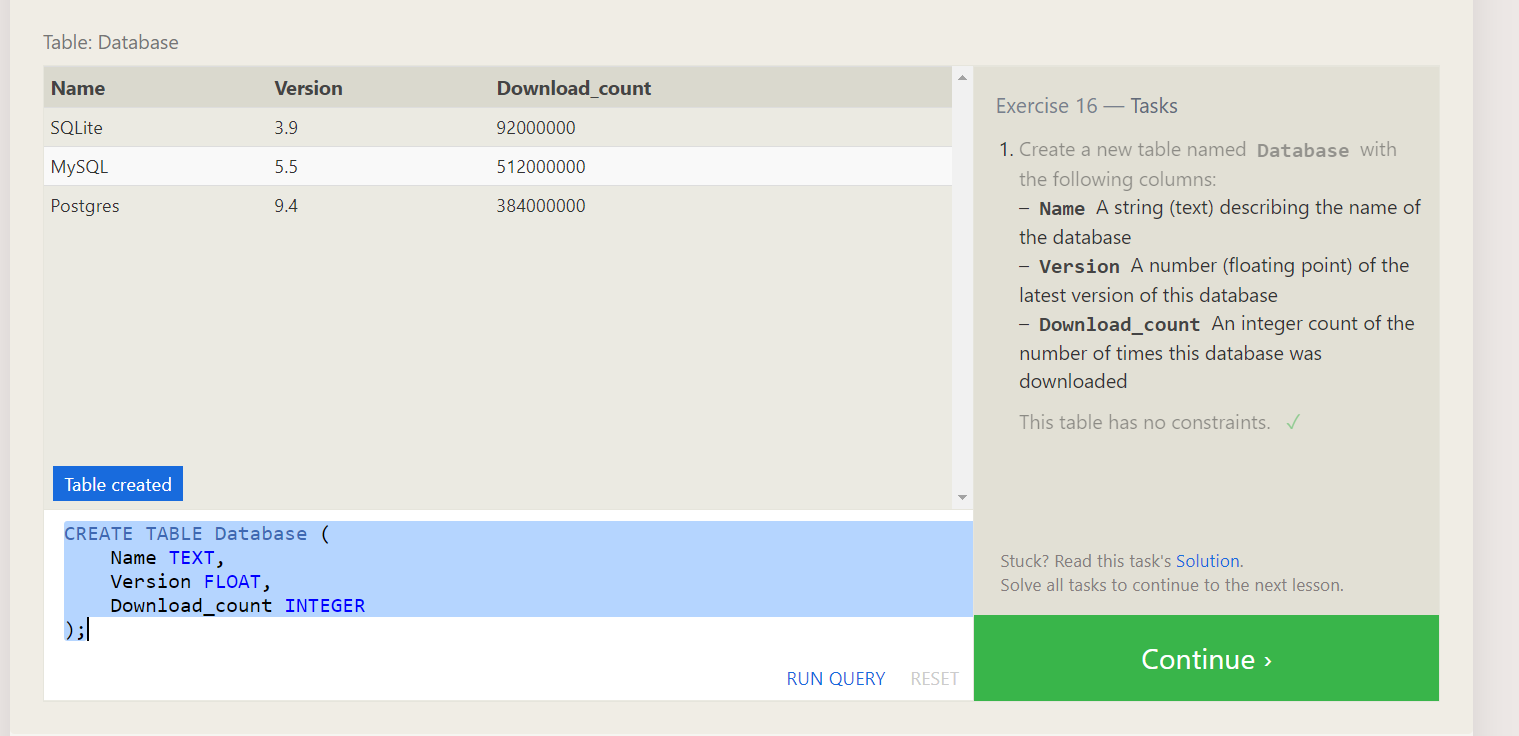 Table: Database
Name Version Download_count
SQLite 3.9 92000000
MySQL 5.5 512000000
Postgres 9.4 384000000
Table created
CREATE TABLE Database (
    Name TEXT,
    Version FLOAT,
    Download_count INTEGER
);
RUN QUERY RESET
Exercise 16 — Tasks
1. Create a new table named Database with
the following columns:
– Name A string (text) describing the name of
the database
– Version A number (floating point) of the
latest version of this database
– Download_count An integer count of the
number of times this database was
downloaded
This table has no constraints. ✓
Stuck? Read this task's Solution.
Solve all tasks to continue to the next lesson.
Continue ›